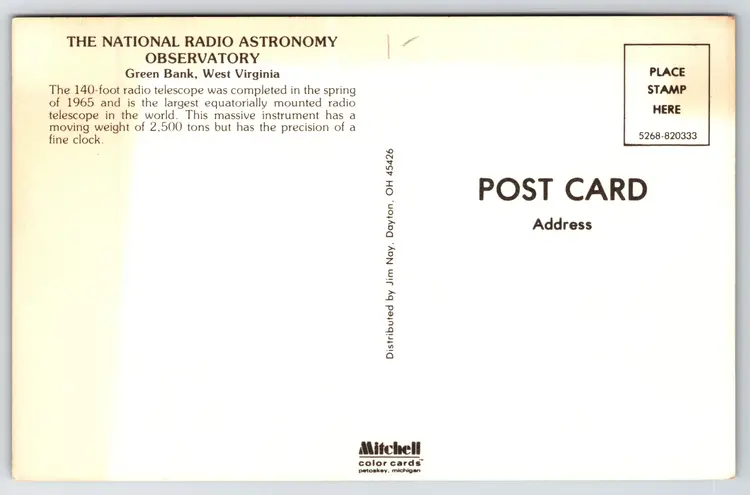 THE NATIONAL RADIO ASTRONOMY
OBSERVATORY
Green Bank, West Virginia
The 140-foot radio telescope was completed in the spring
of 1965 and is the largest equatorially mounted radio
telescope in the world. This massive instrument has a
moving weight of 2,500 tons but has the precision of a
fine clock.
Distributed by Jim Nay, Dayton, OH 45426
PLACE
STAMP
HERE
5268-820333
POST CARD
Address
Mitchell
color cards™
petoskey, michigan